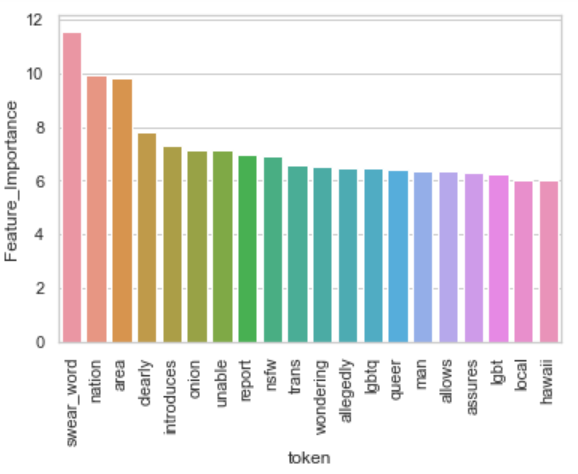 Feature_Importance
12
10
8
6
4
2
0
swear_word
nation
area
clearly
introduces
onion
unable
report
nsfw
trans
wondering
allegedly
lgbtq
queer
man
allows
assures
lgbt
local
hawaii
token